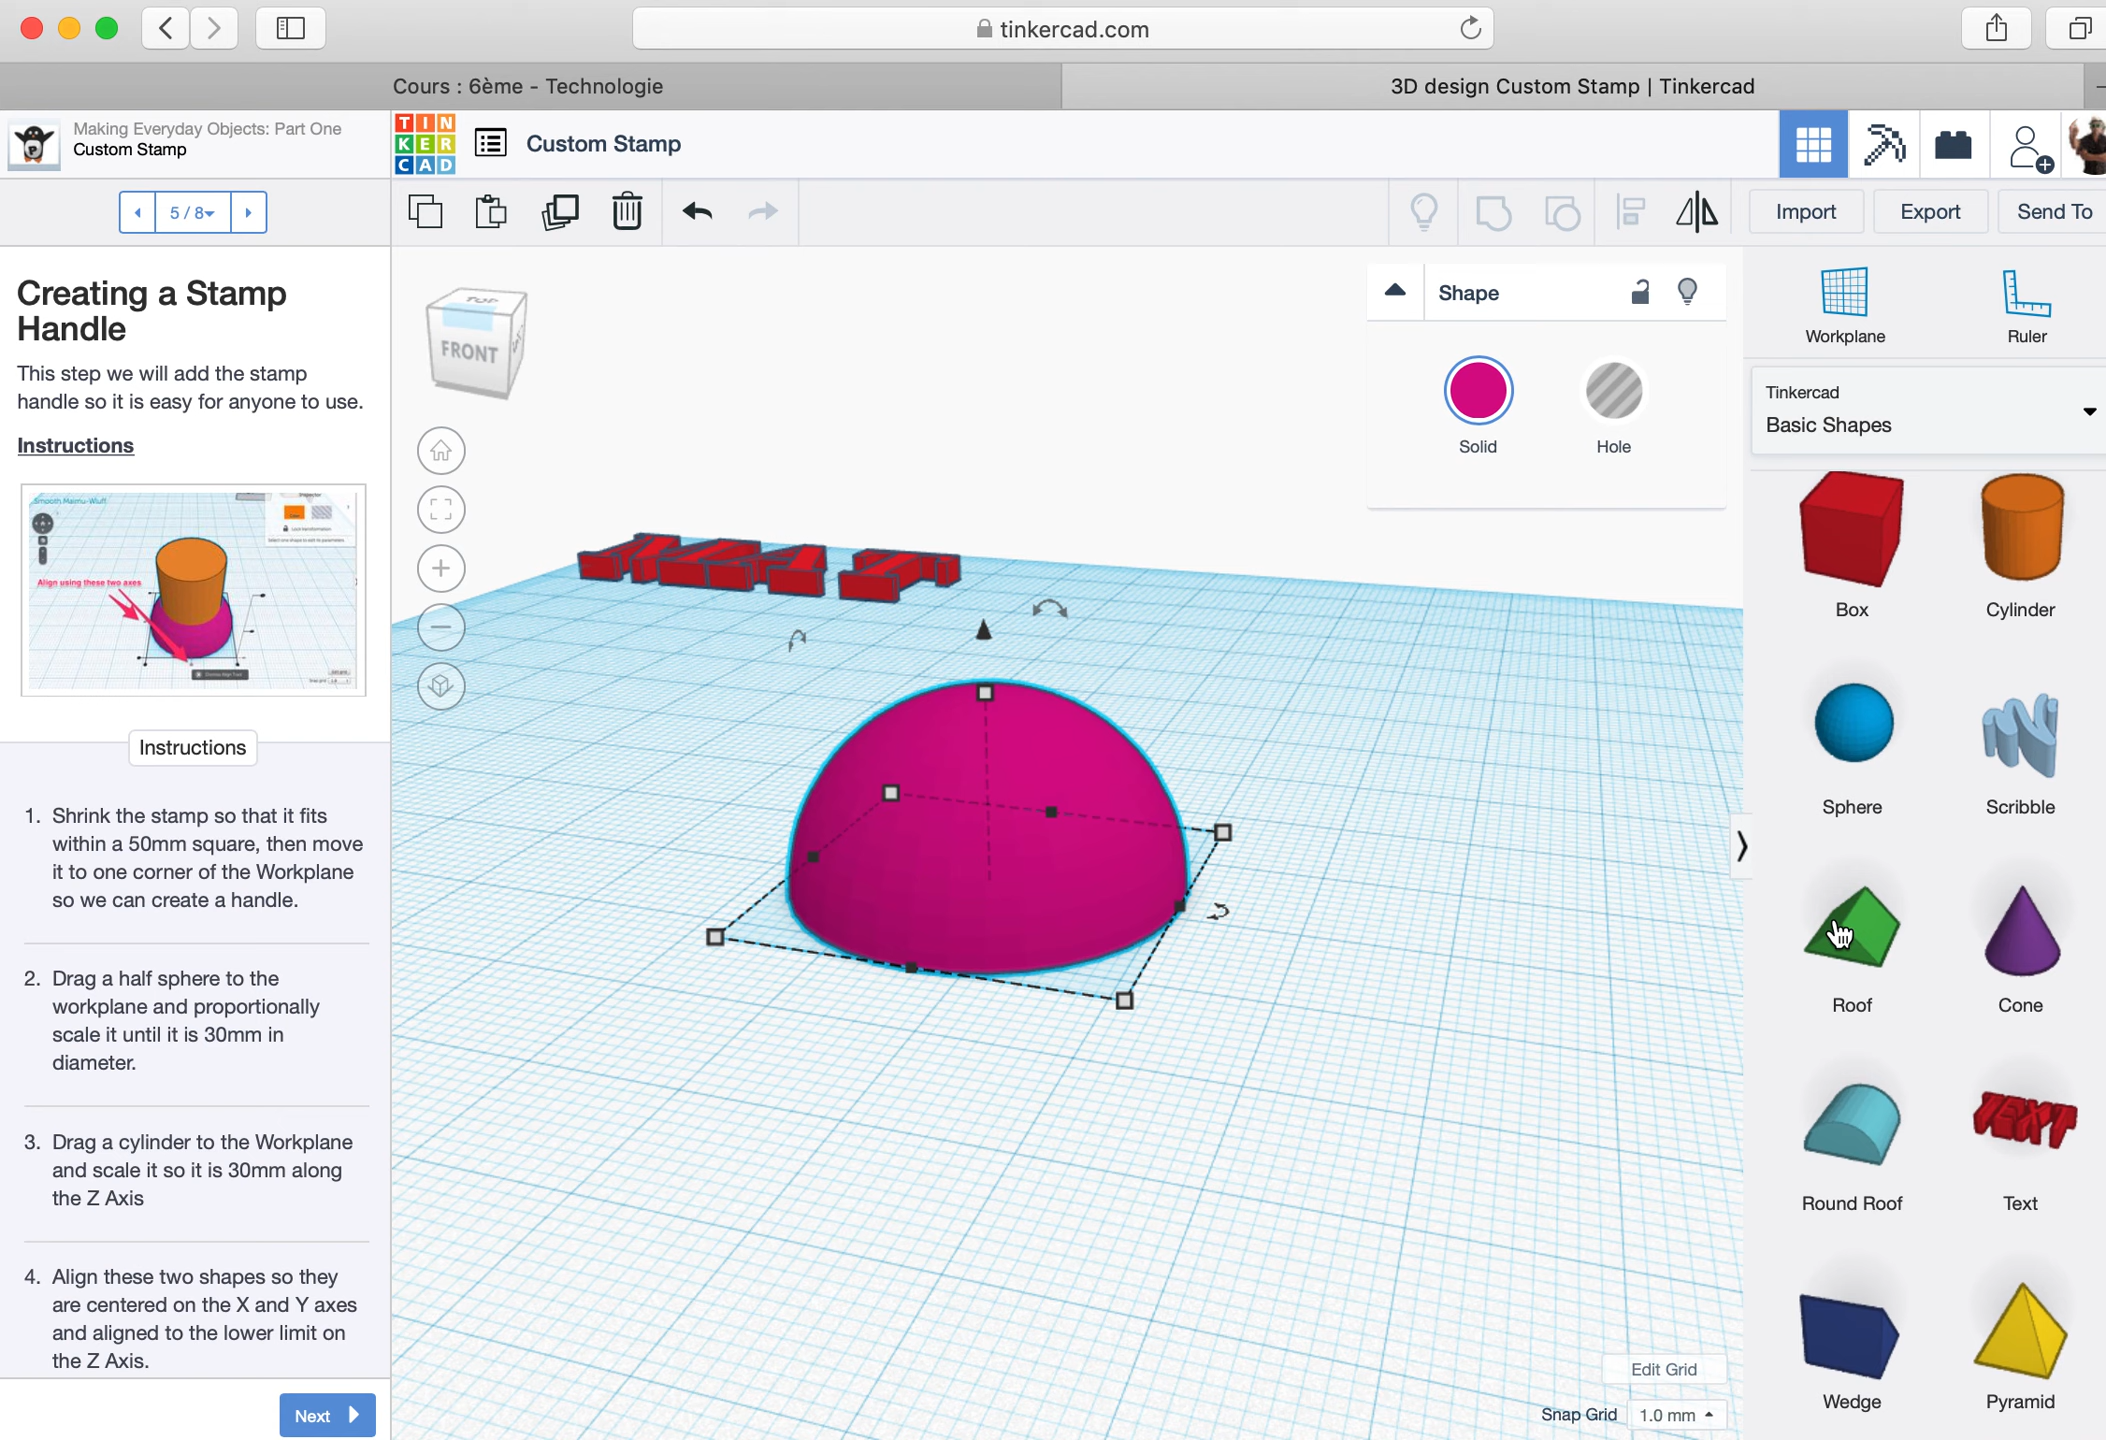 tinkercad.com
Cours : 6ème - Technologie
3D design Custom Stamp | Tinkercad
Making Everyday Objects: Part One
Custom Stamp
TIN
KER
CAD
Custom Stamp
5 / 8
Import
Export
Send To
Creating a Stamp
Handle
This step we will add the stamp
handle so it is easy for anyone to use.
Instructions
Align using these two axes
Instructions
1. Shrink the stamp so that it fits
within a 50mm square, then move
it to one corner of the Workplane
so we can create a handle.
2. Drag a half sphere to the
workplane and proportionally
scale it until it is 30mm in
diameter.
3. Drag a cylinder to the Workplane
and scale it so it is 30mm along
the Z Axis
4. Align these two shapes so they
are centered on the X and Y axes
and aligned to the lower limit on
the Z Axis.
Next
TOP
FRONT
Shape
Solid
Hole
Edit Grid
Snap Grid 1.0 mm
Workplane
Ruler
Tinkercad
Basic Shapes
Box
Cylinder
Sphere
Scribble
Roof
Cone
TEXT
Round Roof
Text
Wedge
Pyramid